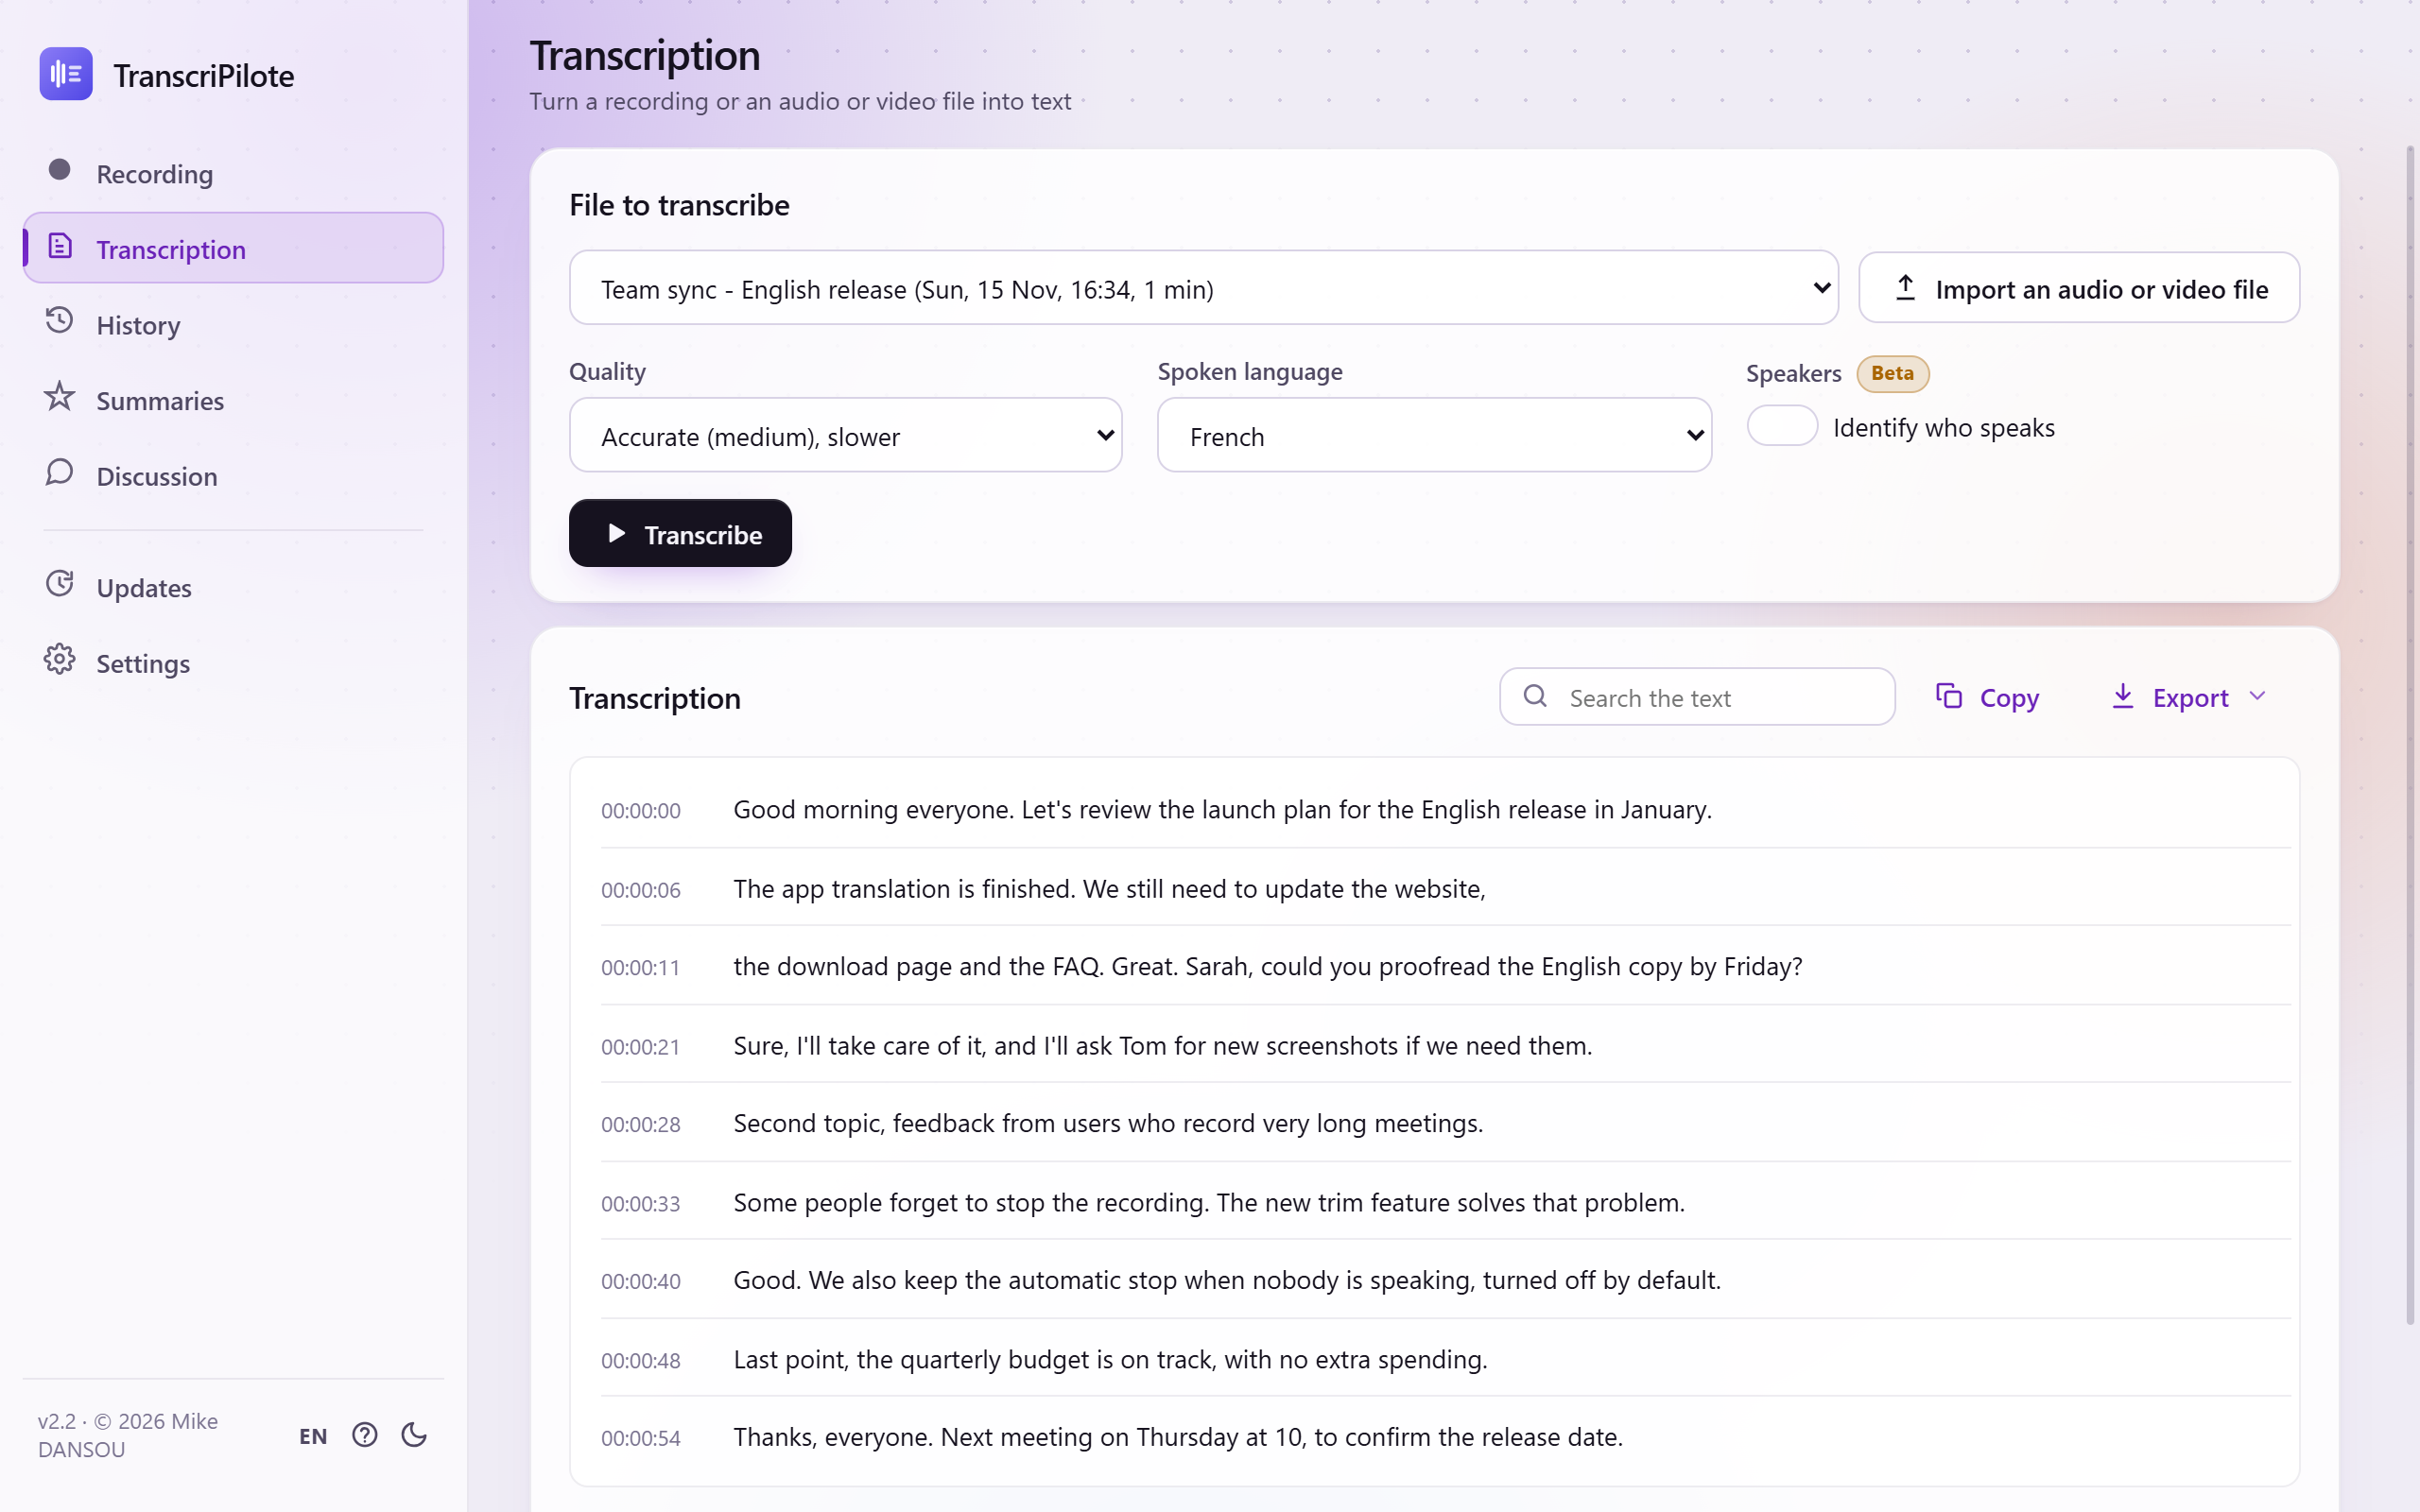 TranscriPilote
Recording
Transcription
History
Summaries
Discussion
Updates
Settings
v2.2 · © 2026 Mike
DANSOU
EN
Transcription
Turn a recording or an audio or video file into text
File to transcribe
Team sync - English release (Sun, 15 Nov, 16:34, 1 min)
Import an audio or video file
Quality
Spoken language
Speakers Beta
Accurate (medium), slower
French
Identify who speaks
Transcribe
Transcription
Search the text
Copy
Export
00:00:00 Good morning everyone. Let's review the launch plan for the English release in January.
00:00:06 The app translation is finished. We still need to update the website,
00:00:11 the download page and the FAQ. Great. Sarah, could you proofread the English copy by Friday?
00:00:21 Sure, I'll take care of it, and I'll ask Tom for new screenshots if we need them.
00:00:28 Second topic, feedback from users who record very long meetings.
00:00:33 Some people forget to stop the recording. The new trim feature solves that problem.
00:00:40 Good. We also keep the automatic stop when nobody is speaking, turned off by default.
00:00:48 Last point, the quarterly budget is on track, with no extra spending.
00:00:54 Thanks, everyone. Next meeting on Thursday at 10, to confirm the release date.